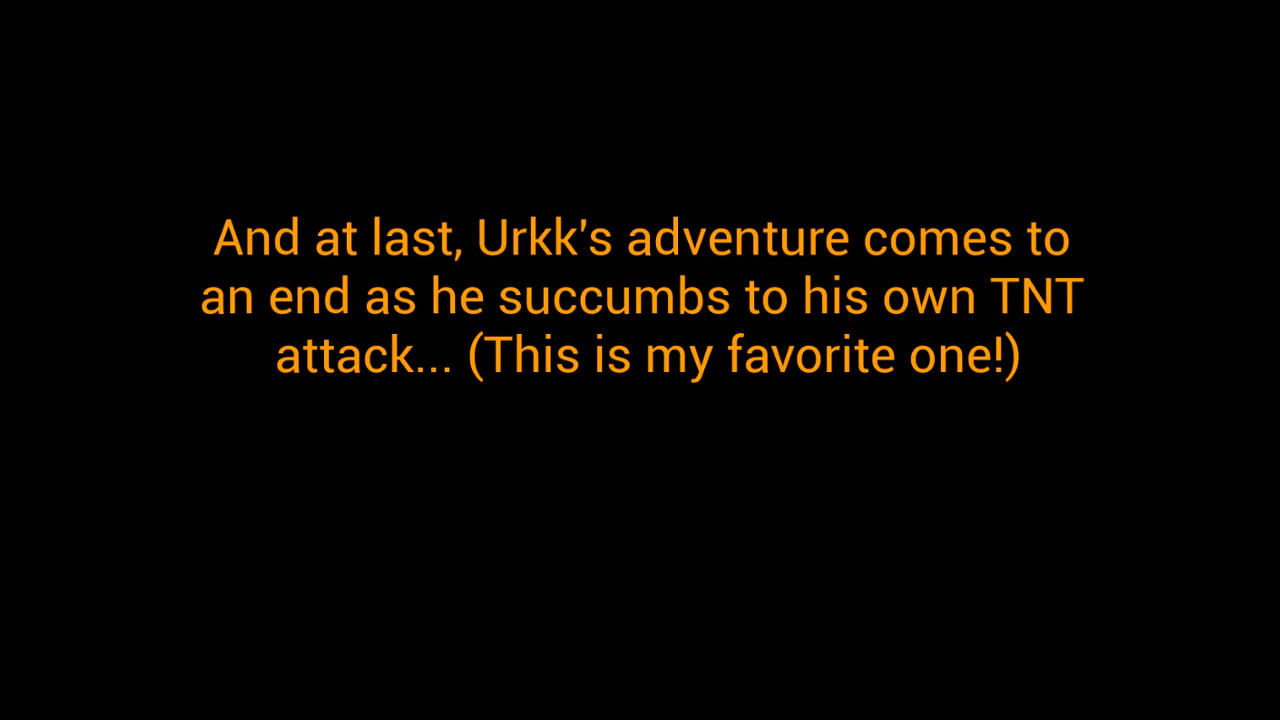 And at last, Urkk's adventure comes to
an end as he succumbs to his own TNT
attack... (This is my favorite one!)